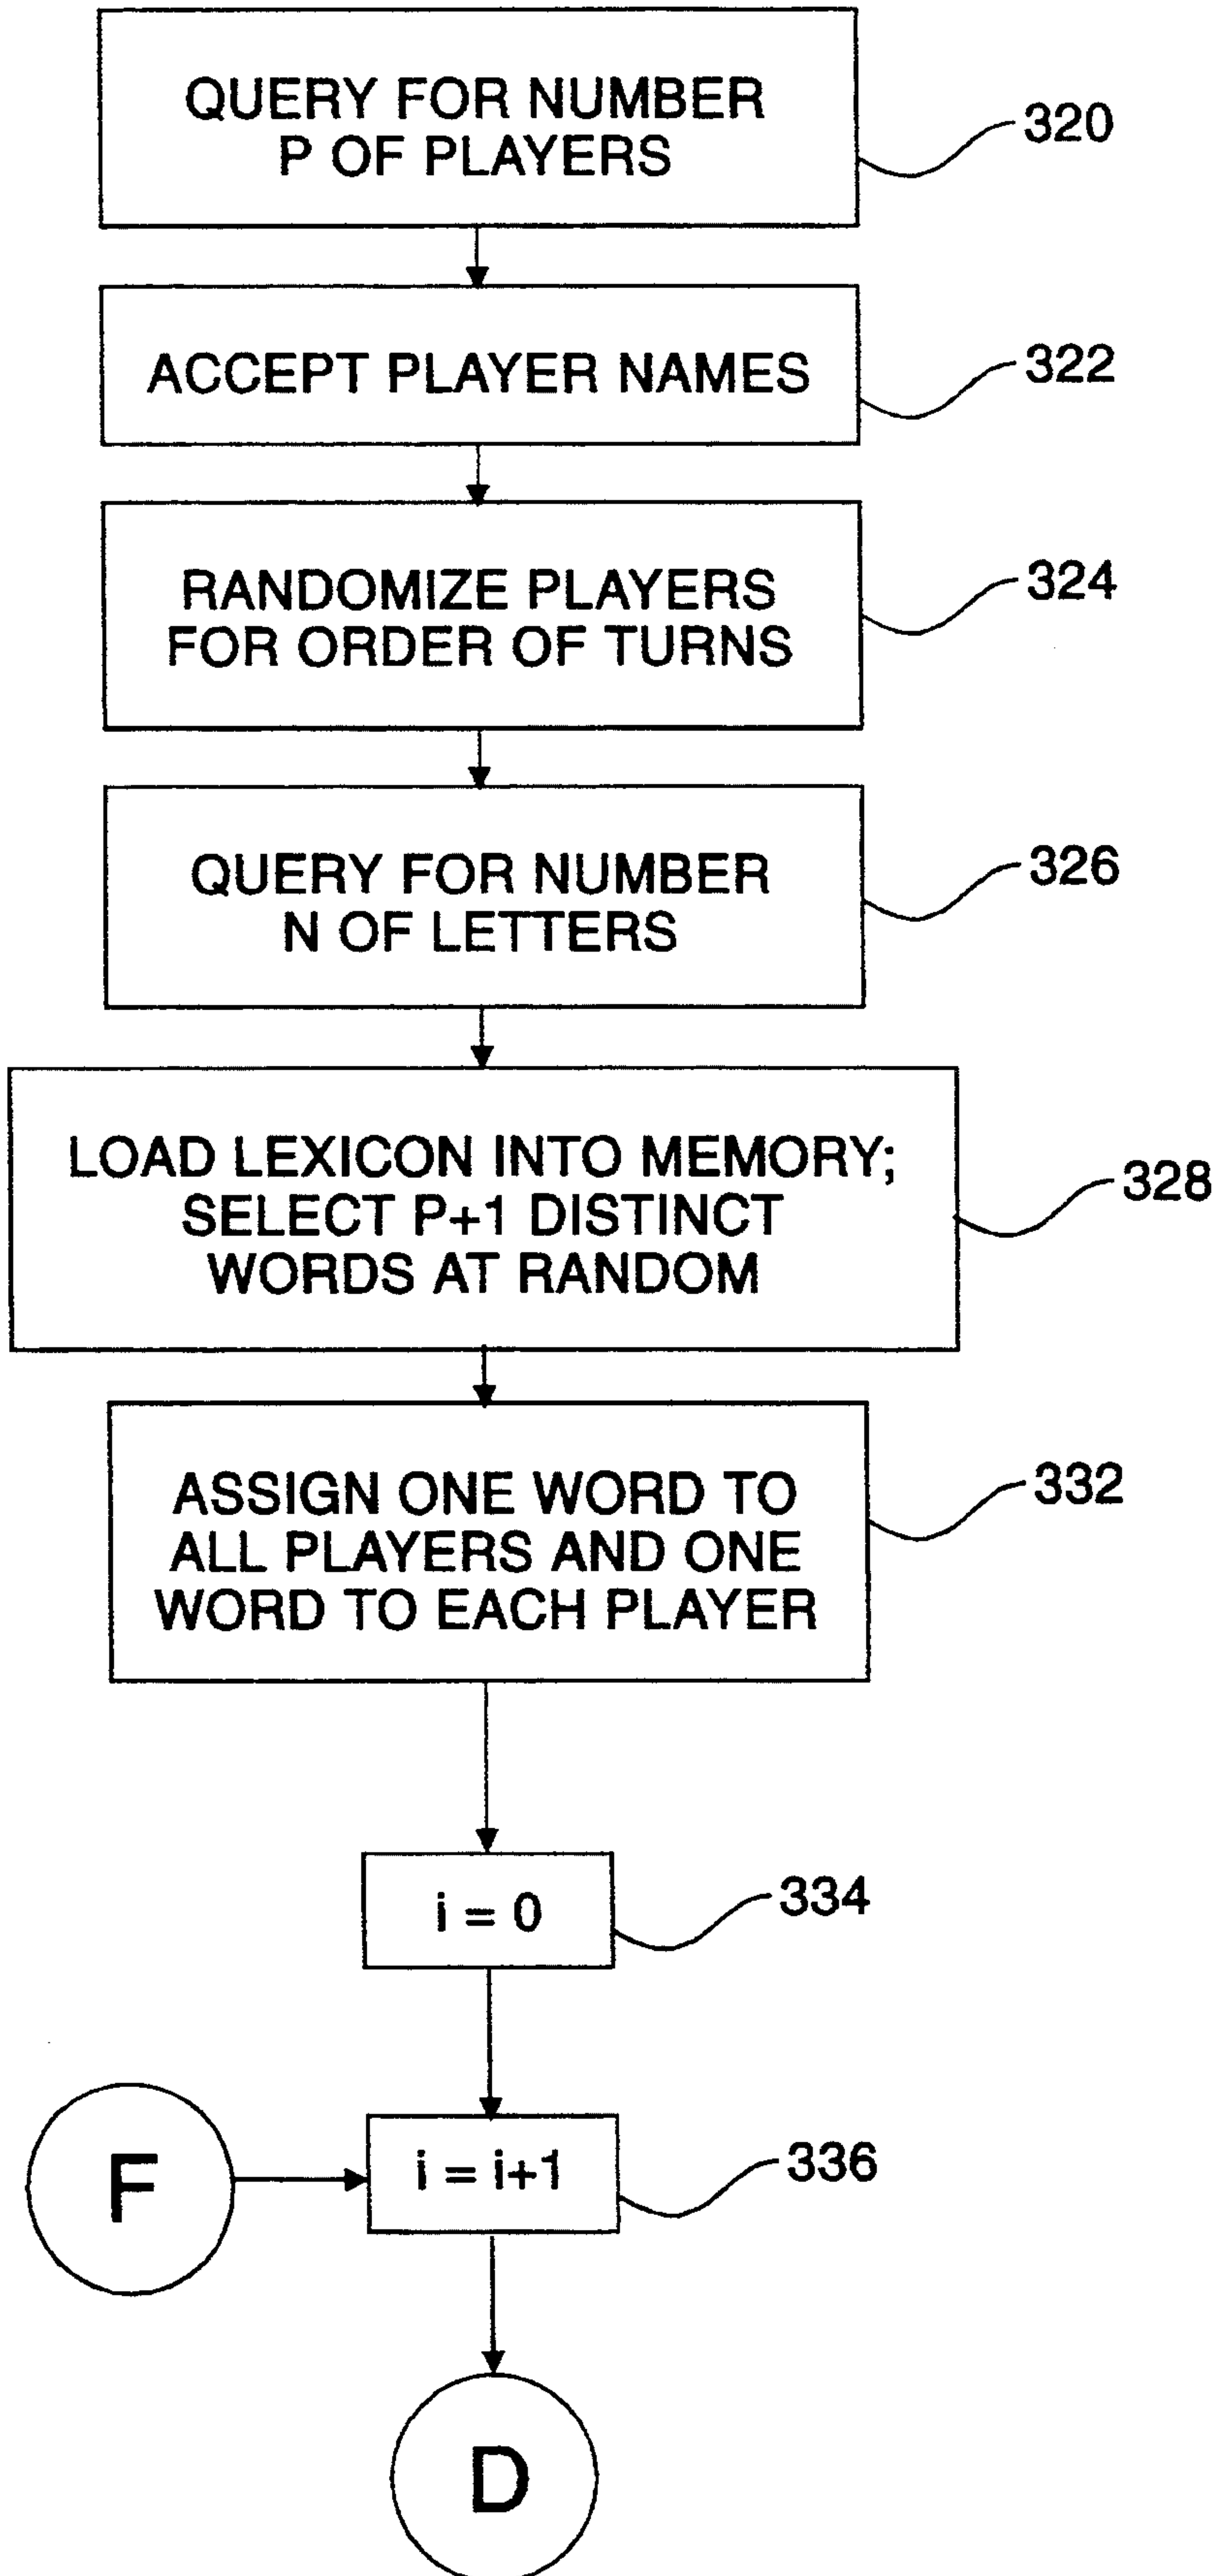 QUERY FOR NUMBER
P OF PLAYERS
320
ACCEPT PLAYER NAMES
322
RANDOMIZE PLAYERS
FOR ORDER OF TURNS
324
QUERY FOR NUMBER
N OF LETTERS
326
LOAD LEXICON INTO MEMORY;
SELECT P+1 DISTINCT
WORDS AT RANDOM
328
ASSIGN ONE WORD TO
ALL PLAYERS AND ONE
WORD TO EACH PLAYER
332
i = 0
334
F
i = i+1
336
D